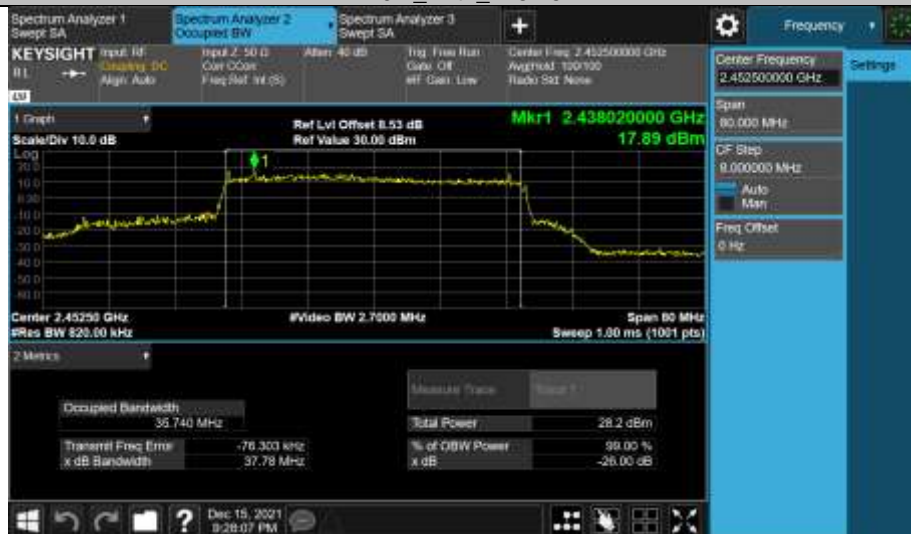 Spectrum Analyzer 1
Swept SA
Spectrum Analyzer 2
Occupied BW
Spectrum Analyzer 3
Swept SA
+
Frequency
KEYSIGHT
Input: RF
Coupling: DC
Align: Auto
Input Z: 50 Ω
Corr CCorr
Freq Ref: Int (S)
Atten: 40 dB
Trig: Free Run
Gate: Off
#IF Gain: Low
Center Freq: 2.452500000 GHz
Avg|Hold: 100/100
Radio Std: None
Center Frequency
2.452500000 GHz
Settings
Span
80.000 MHz
CF Step
8.000000 MHz
Auto
Man
Freq Offset
0 Hz
1 Graph
Scale/Div 10.0 dB
Ref Lvl Offset 8.53 dB
Ref Value 30.00 dBm
Mkr1 2.438020000 GHz
17.89 dBm
Log
1
Center 2.45250 GHz
#Res BW 820.00 kHz
#Video BW 2.7000 MHz
Span 80 MHz
Sweep 1.00 ms (1001 pts)
2 Metrics
Measure Trace
Trace 1
Occupied Bandwidth
36.740 MHz
Total Power
28.2 dBm
Transmit Freq Error
-76.303 kHz
% of OBW Power
99.00 %
x dB Bandwidth
37.78 MHz
x dB
-26.00 dB
?
Dec 15, 2021
9:28:07 PM